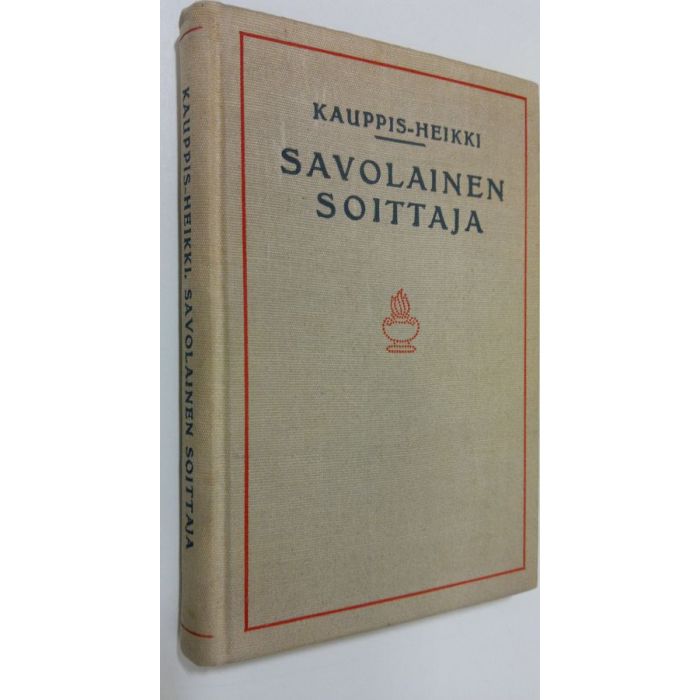 KAUPPIS-HEIKKI
SAVOLAINEN
SOITTAJA
KAUPPIS-HEIKKI. SAVOLAINEN SOITTAJA